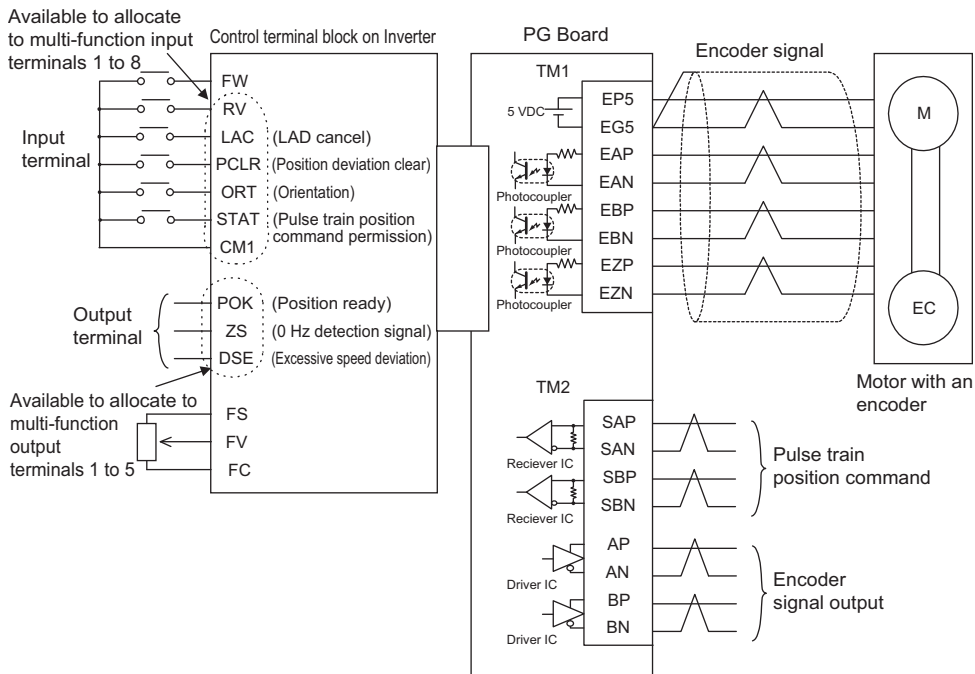 Available to allocate
to multi-function input
terminals 1 to 8
Control terminal block on Inverter
FW
RV
LAC (LAD cancel)
PCLR (Position deviation clear)
ORT (Orientation)
STAT (Pulse train position
command permission)
CM1
Input
terminal
POK (Position ready)
ZS (0 Hz detection signal)
DSE (Excessive speed deviation)
Output
terminal
Available to allocate to
multi-function
output
terminals 1 to 5
FS
FV
FC
PG Board
TM1
5 VDC
EP5
EG5
EAP
EAN
Photocoupler
EBP
EBN
Photocoupler
EZP
EZN
Photocoupler
Encoder signal
M
EC
Motor with an
encoder
TM2
SAP
SAN
Reciever IC
SBP
SBN
Reciever IC
Pulse train
position command
AP
AN
Driver IC
BP
BN
Driver IC
Encoder
signal output